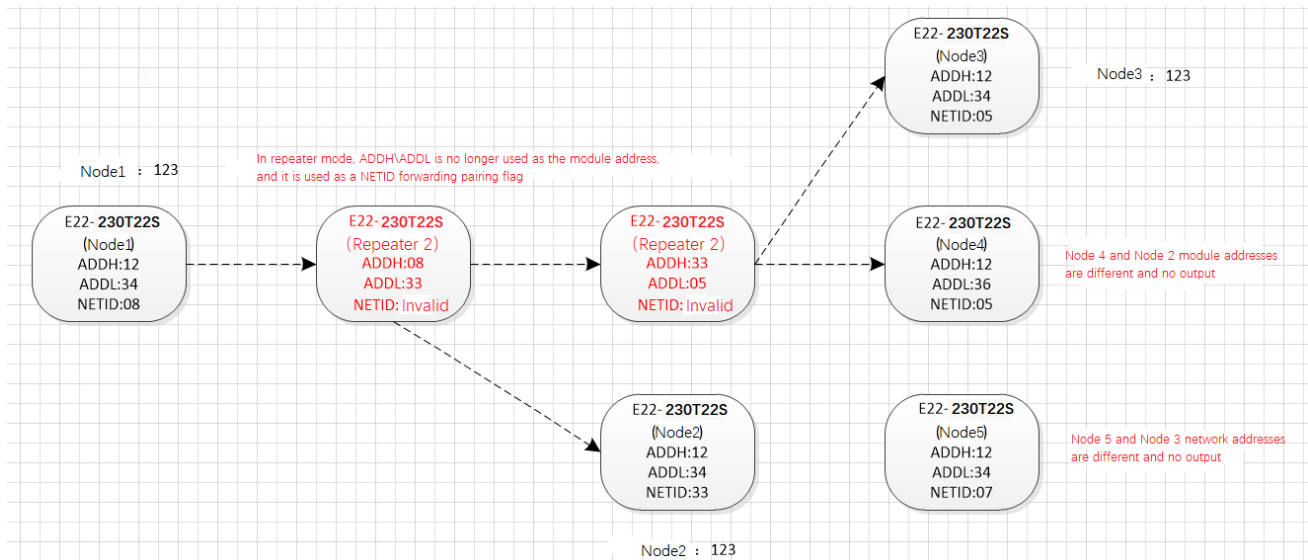 E22- 230T22S
(Node3)
ADDH:12
ADDL:34
NETID:05
Node3 : 123
Node1 : 123
In repeater mode, ADDH\ADDL is no longer used as the module address,
and it is used as a NETID forwarding pairing flag
E22- 230T22S
(Node1)
ADDH:12
ADDL:34
NETID:08
E22- 230T22S
(Repeater 2)
ADDH:08
ADDL:33
NETID: Invalid
E22- 230T22S
(Repeater 2)
ADDH:33
ADDL:05
NETID: Invalid
E22- 230T22S
(Node4)
ADDH:12
ADDL:36
NETID:05
Node 4 and Node 2 module addresses
are different and no output
E22- 230T22S
(Node2)
ADDH:12
ADDL:34
NETID:33
E22- 230T22S
(Node5)
ADDH:12
ADDL:34
NETID:07
Node 5 and Node 3 network addresses
are different and no output
Node2 : 123